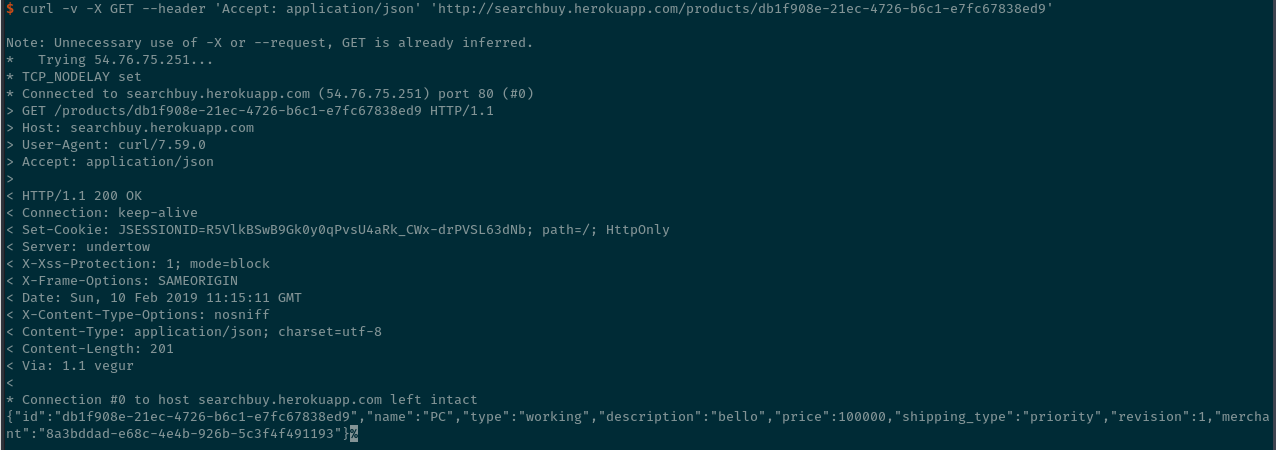 $ curl -v -X GET --header 'Accept: application/json' 'http://searchbuy.herokuapp.com/products/db1f908e-21ec-4726-b6c1-e7fc67838ed9'
Note: Unnecessary use of -X or --request, GET is already inferred.
*   Trying 54.76.75.251...
* TCP_NODELAY set
* Connected to searchbuy.herokuapp.com (54.76.75.251) port 80 (#0)
> GET /products/db1f908e-21ec-4726-b6c1-e7fc67838ed9 HTTP/1.1
> Host: searchbuy.herokuapp.com
> User-Agent: curl/7.59.0
> Accept: application/json
>
< HTTP/1.1 200 OK
< Connection: keep-alive
< Set-Cookie: JSESSIONID=R5VlkBSwB9Gk0y0qPvsU4aRk_CWx-drPVSL63dNb; path=/; HttpOnly
< Server: undertow
< X-Xss-Protection: 1; mode=block
< X-Frame-Options: SAMEORIGIN
< Date: Sun, 10 Feb 2019 11:15:11 GMT
< X-Content-Type-Options: nosniff
< Content-Type: application/json; charset=utf-8
< Content-Length: 201
< Via: 1.1 vegur
<
* Connection #0 to host searchbuy.herokuapp.com left intact
{"id":"db1f908e-21ec-4726-b6c1-e7fc67838ed9","name":"PC","type":"working","description":"bello","price":100000,"shipping_type":"priority","revision":1,"mercha
nt":"8a3bddad-e68c-4e4b-926b-5c3f4f491193"}%